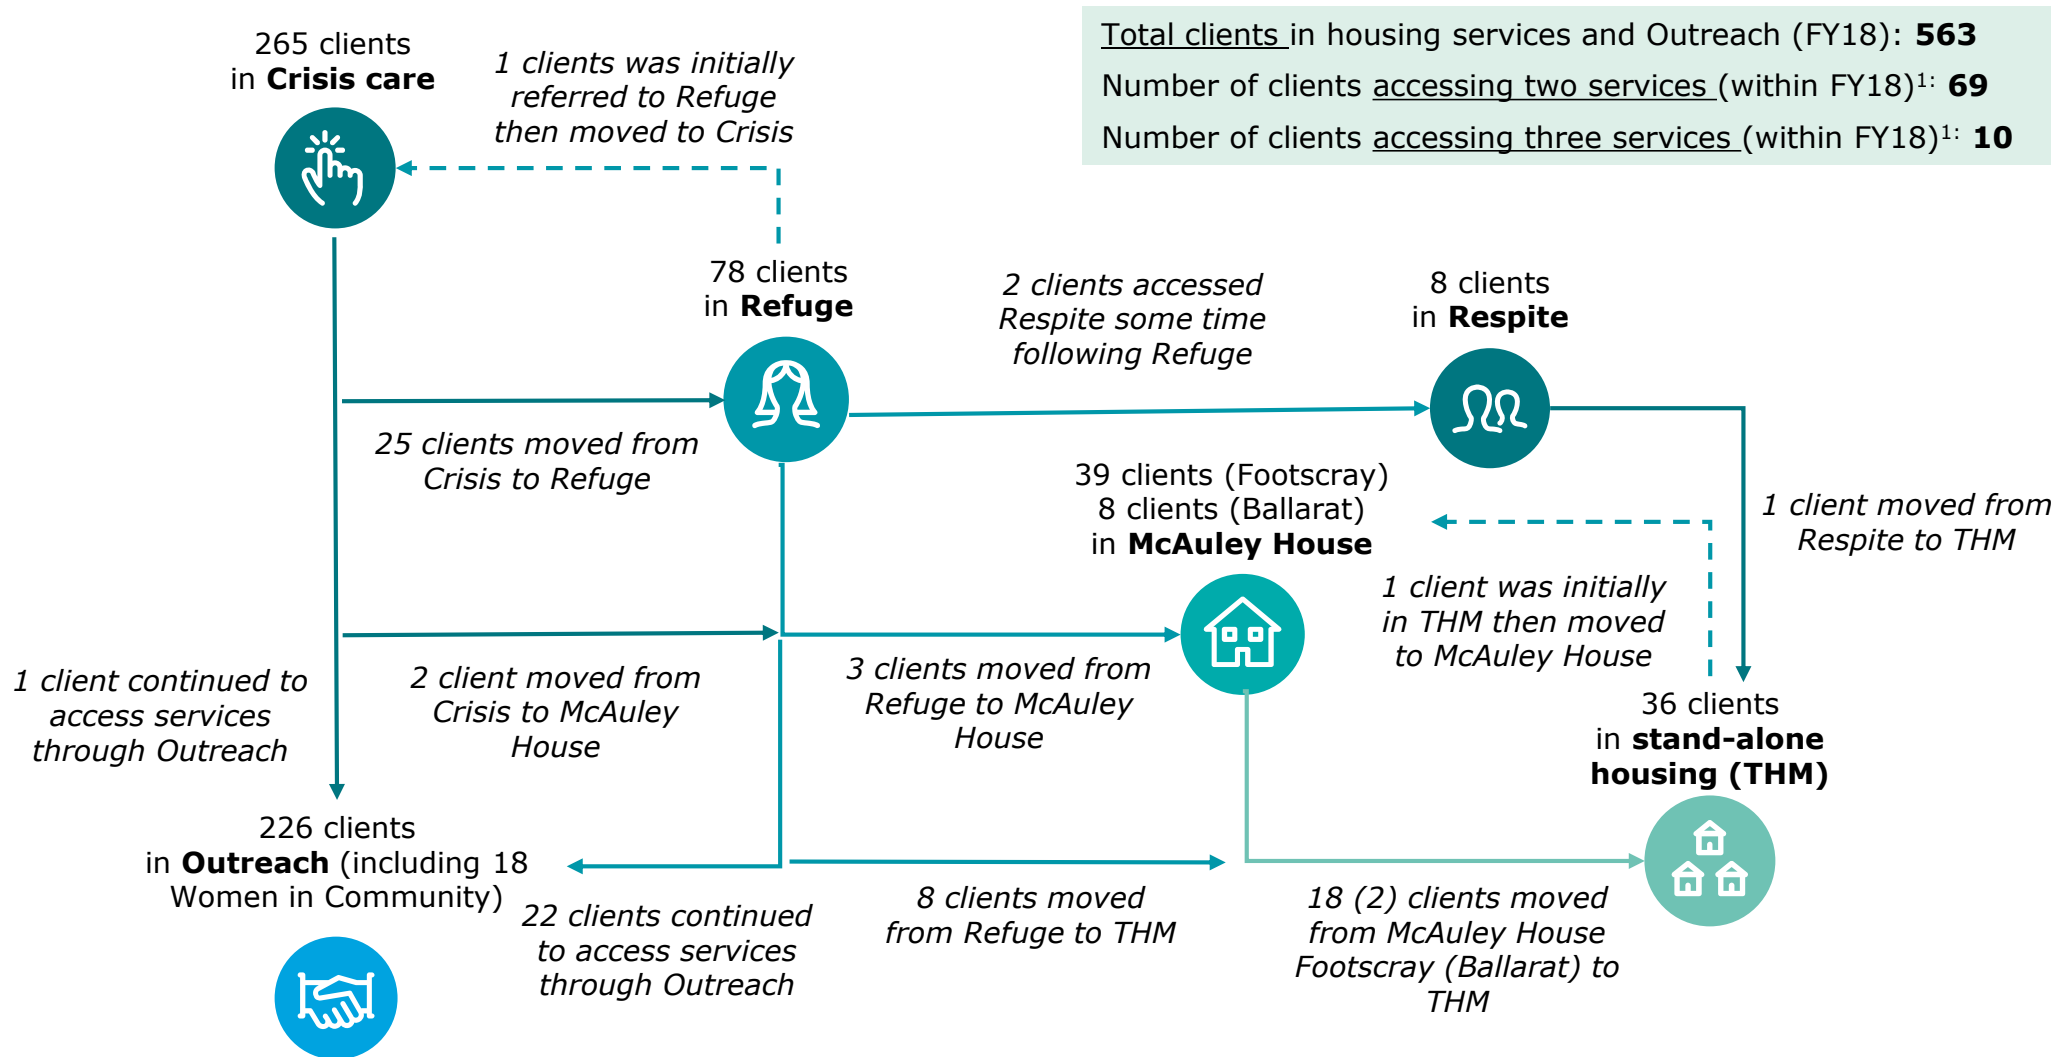 265 clients
in Crisis care
1 clients was initially
referred to Refuge
then moved to Crisis
Total clients in housing services and Outreach (FY18): 563
Number of clients accessing two services (within FY18)1: 69
Number of clients accessing three services (within FY18)1: 10
78 clients
in Refuge
2 clients accessed
Respite some time
following Refuge
8 clients
in Respite
25 clients moved from
Crisis to Refuge
39 clients (Footscray)
8 clients (Ballarat)
in McAuley House
1 client moved from
Respite to THM
1 client was initially
in THM then moved
to McAuley House
1 client continued to
access services
through Outreach
2 client moved from
Crisis to McAuley
House
3 clients moved from
Refuge to McAuley
House
36 clients
in stand-alone
housing (THM)
226 clients
in Outreach (including 18
Women in Community)
22 clients continued
to access services
through Outreach
8 clients moved
from Refuge to THM
18 (2) clients moved
from McAuley House
Footscray (Ballarat) to
THM